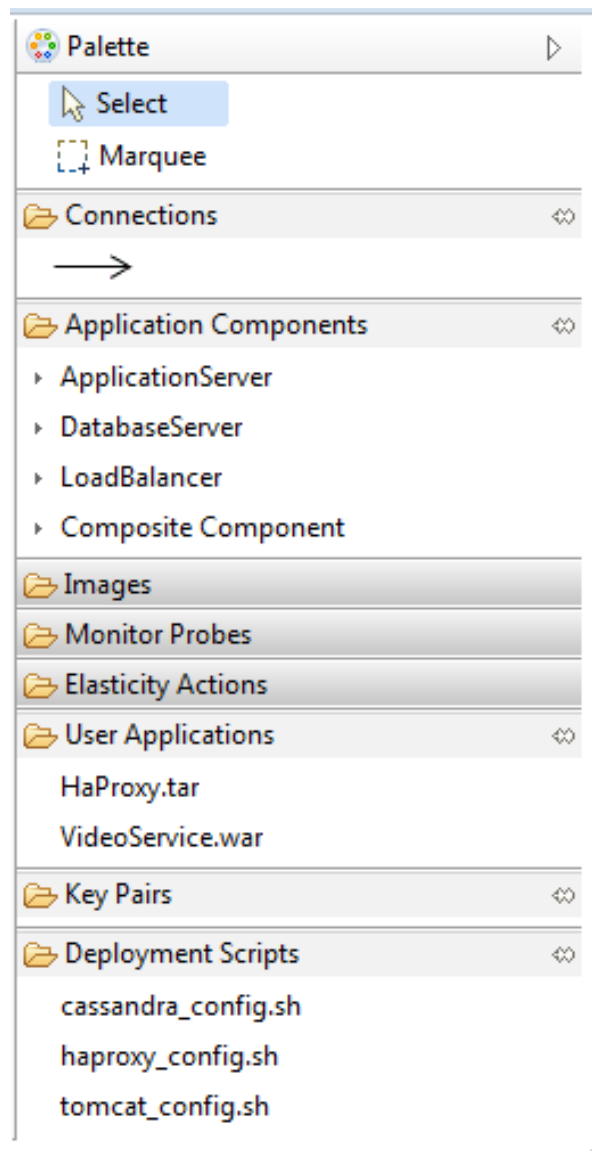 Palette
Select
Marquee
Connections
Application Components
ApplicationServer
DatabaseServer
LoadBalancer
Composite Component
Images
Monitor Probes
Elasticity Actions
User Applications
HaProxy.tar
VideoService.war
Key Pairs
Deployment Scripts
cassandra_config.sh
haproxy_config.sh
tomcat_config.sh